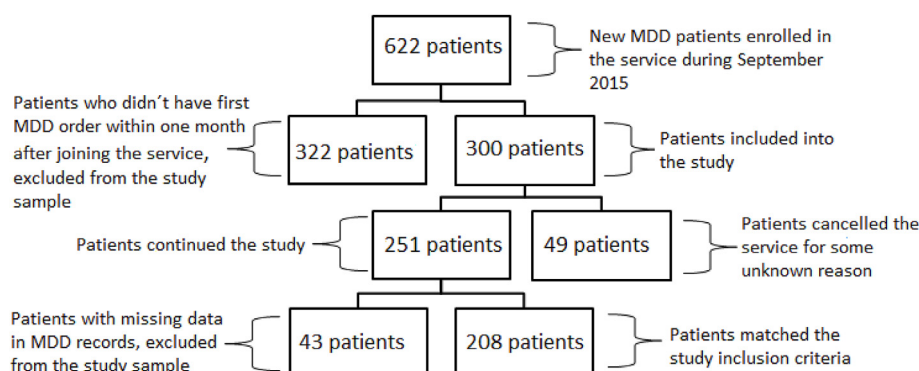 622 patients
New MDD patients enrolled in
the service during September
2015
Patients who didn´t have first
MDD order within one month
after joining the service,
excluded from the study
sample
322 patients
300 patients
Patients included into
the study
Patients continued the study
251 patients
49 patients
Patients cancelled the
service for some
unknown reason
Patients with missing data
in MDD records, excluded
from the study sample
43 patients
208 patients
Patients matched the
study inclusion criteria